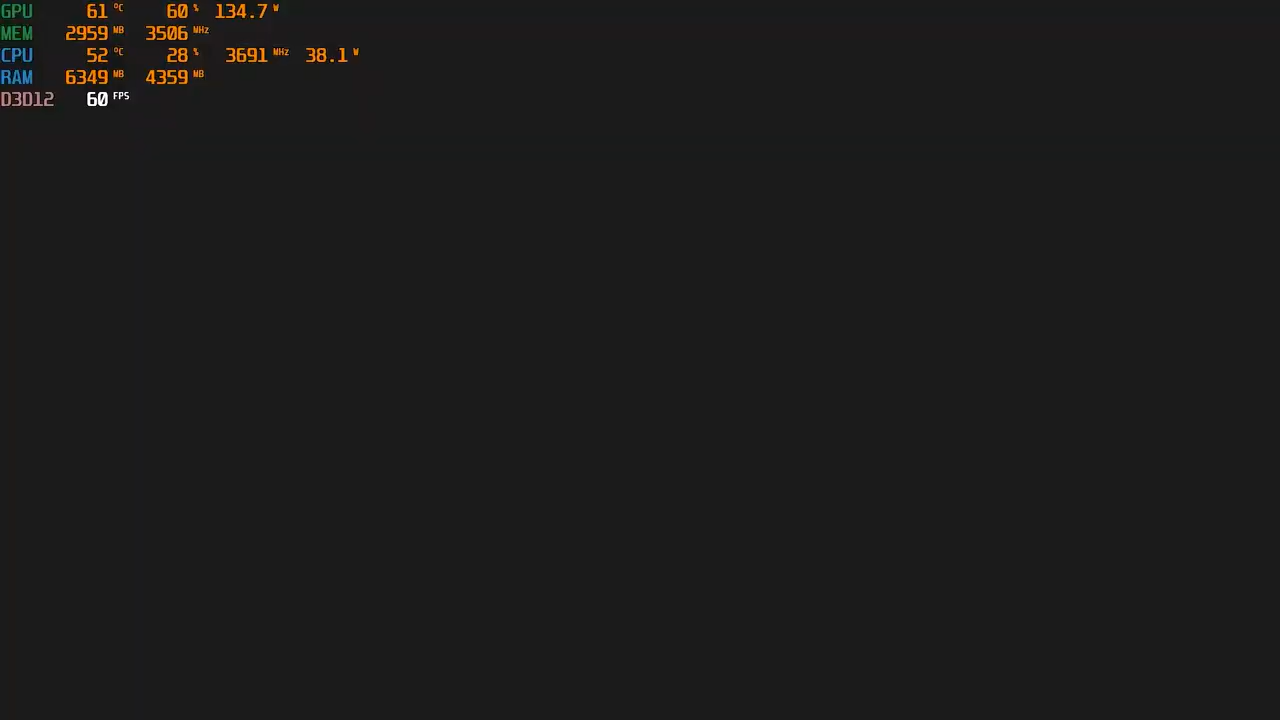 GPU 61 °C 60 % 134.7 W
MEM 2959 MB 3506 MHz
CPU 52 °C 28 % 3691 MHz 38.1 W
RAM 6349 MB 4359 MB
D3D12 60 FPS